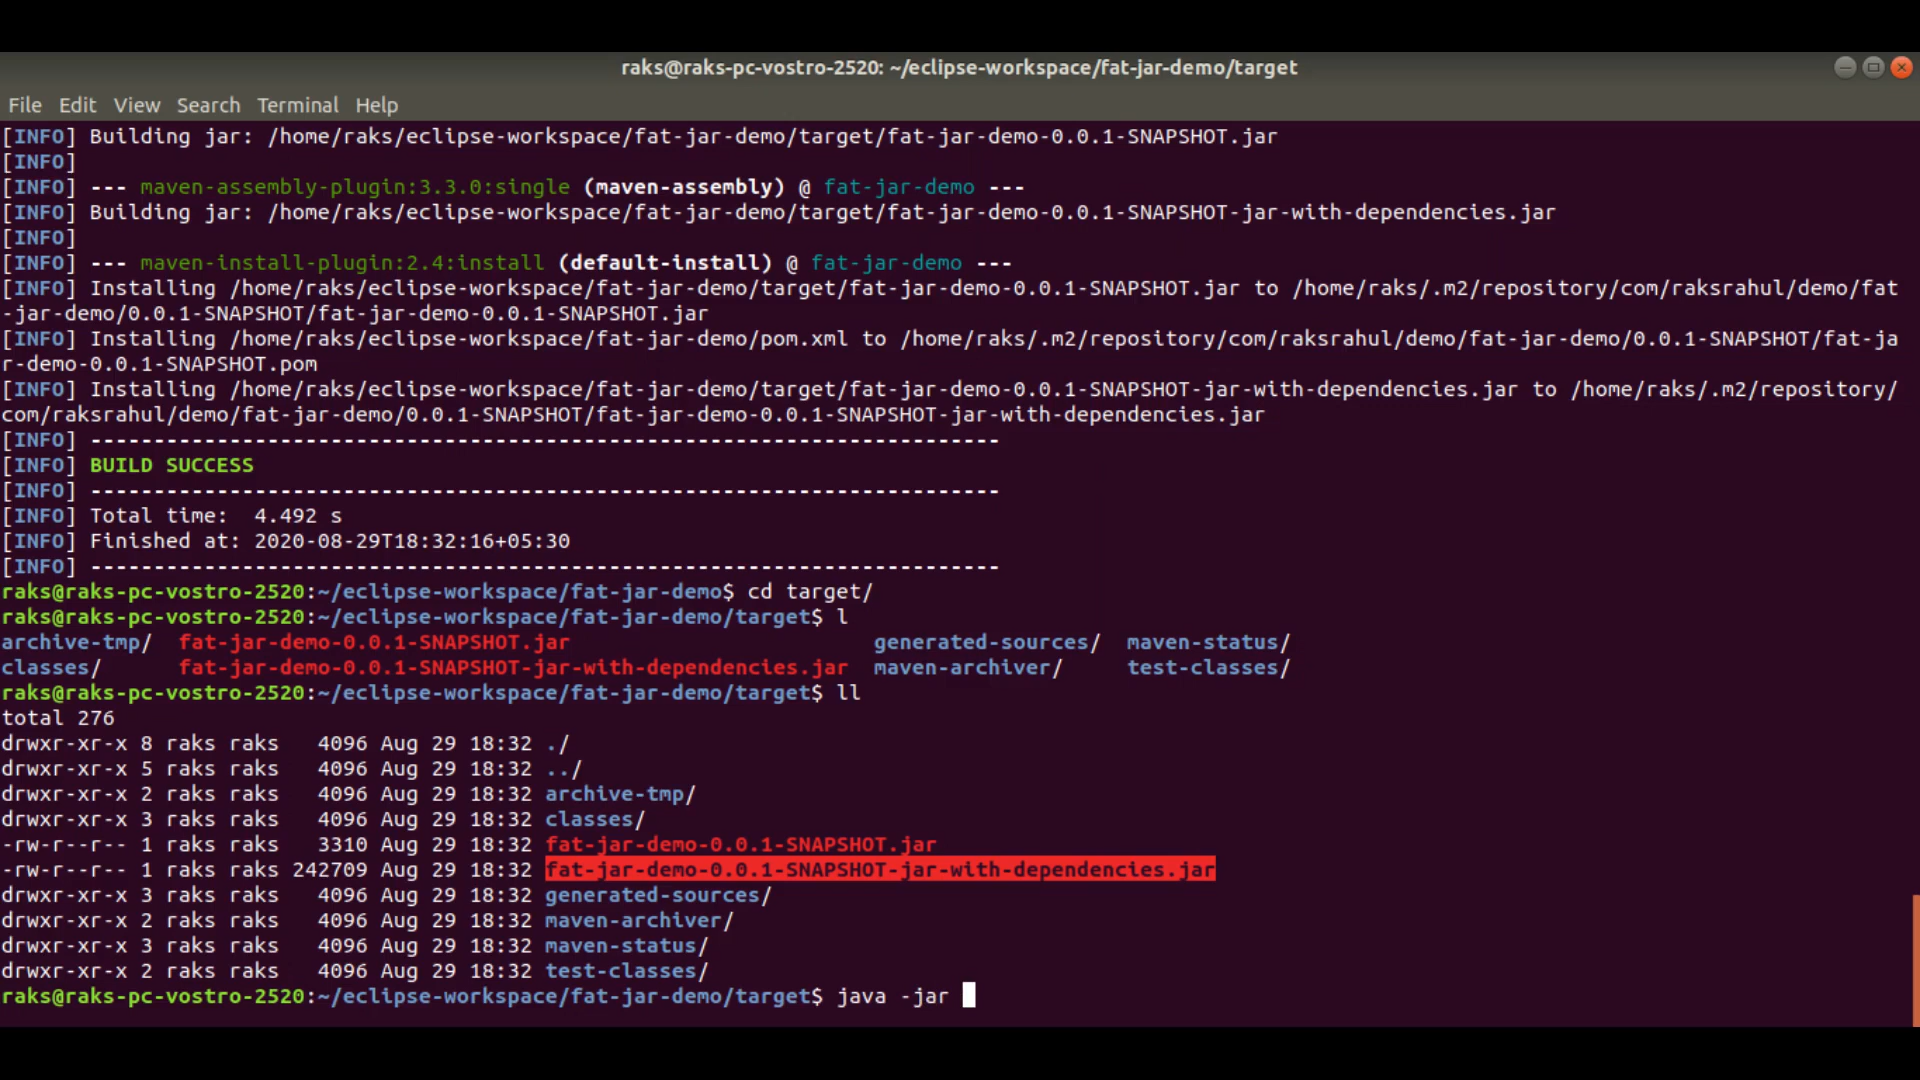 raks@raks-pc-vostro-2520: ~/eclipse-workspace/fat-jar-demo/target
File Edit View Search Terminal Help
[INFO] Building jar: /home/raks/eclipse-workspace/fat-jar-demo/target/fat-jar-demo-0.0.1-SNAPSHOT.jar
[INFO]
[INFO] --- maven-assembly-plugin:3.3.0:single (maven-assembly) @ fat-jar-demo ---
[INFO] Building jar: /home/raks/eclipse-workspace/fat-jar-demo/target/fat-jar-demo-0.0.1-SNAPSHOT-jar-with-dependencies.jar
[INFO]
[INFO] --- maven-install-plugin:2.4:install (default-install) @ fat-jar-demo ---
[INFO] Installing /home/raks/eclipse-workspace/fat-jar-demo/target/fat-jar-demo-0.0.1-SNAPSHOT.jar to /home/raks/.m2/repository/com/raksrahul/demo/fat
-jar-demo/0.0.1-SNAPSHOT/fat-jar-demo-0.0.1-SNAPSHOT.jar
[INFO] Installing /home/raks/eclipse-workspace/fat-jar-demo/pom.xml to /home/raks/.m2/repository/com/raksrahul/demo/fat-jar-demo/0.0.1-SNAPSHOT/fat-ja
r-demo-0.0.1-SNAPSHOT.pom
[INFO] Installing /home/raks/eclipse-workspace/fat-jar-demo/target/fat-jar-demo-0.0.1-SNAPSHOT-jar-with-dependencies.jar to /home/raks/.m2/repository/
com/raksrahul/demo/fat-jar-demo/0.0.1-SNAPSHOT/fat-jar-demo-0.0.1-SNAPSHOT-jar-with-dependencies.jar
[INFO] ------------------------------------------------------------------------
[INFO] BUILD SUCCESS
[INFO] ------------------------------------------------------------------------
[INFO] Total time:  4.492 s
[INFO] Finished at: 2020-08-29T18:32:16+05:30
[INFO] ------------------------------------------------------------------------
raks@raks-pc-vostro-2520:~/eclipse-workspace/fat-jar-demo$ cd target/
raks@raks-pc-vostro-2520:~/eclipse-workspace/fat-jar-demo/target$ l
archive-tmp/  fat-jar-demo-0.0.1-SNAPSHOT.jar                        generated-sources/  maven-status/
classes/      fat-jar-demo-0.0.1-SNAPSHOT-jar-with-dependencies.jar  maven-archiver/     test-classes/
raks@raks-pc-vostro-2520:~/eclipse-workspace/fat-jar-demo/target$ ll
total 276
drwxr-xr-x 8 raks raks   4096 Aug 29 18:32 ./
drwxr-xr-x 5 raks raks   4096 Aug 29 18:32 ../
drwxr-xr-x 2 raks raks   4096 Aug 29 18:32 archive-tmp/
drwxr-xr-x 3 raks raks   4096 Aug 29 18:32 classes/
-rw-r--r-- 1 raks raks   3310 Aug 29 18:32 fat-jar-demo-0.0.1-SNAPSHOT.jar
-rw-r--r-- 1 raks raks 242709 Aug 29 18:32 fat-jar-demo-0.0.1-SNAPSHOT-jar-with-dependencies.jar
drwxr-xr-x 3 raks raks   4096 Aug 29 18:32 generated-sources/
drwxr-xr-x 2 raks raks   4096 Aug 29 18:32 maven-archiver/
drwxr-xr-x 3 raks raks   4096 Aug 29 18:32 maven-status/
drwxr-xr-x 2 raks raks   4096 Aug 29 18:32 test-classes/
raks@raks-pc-vostro-2520:~/eclipse-workspace/fat-jar-demo/target$ java -jar